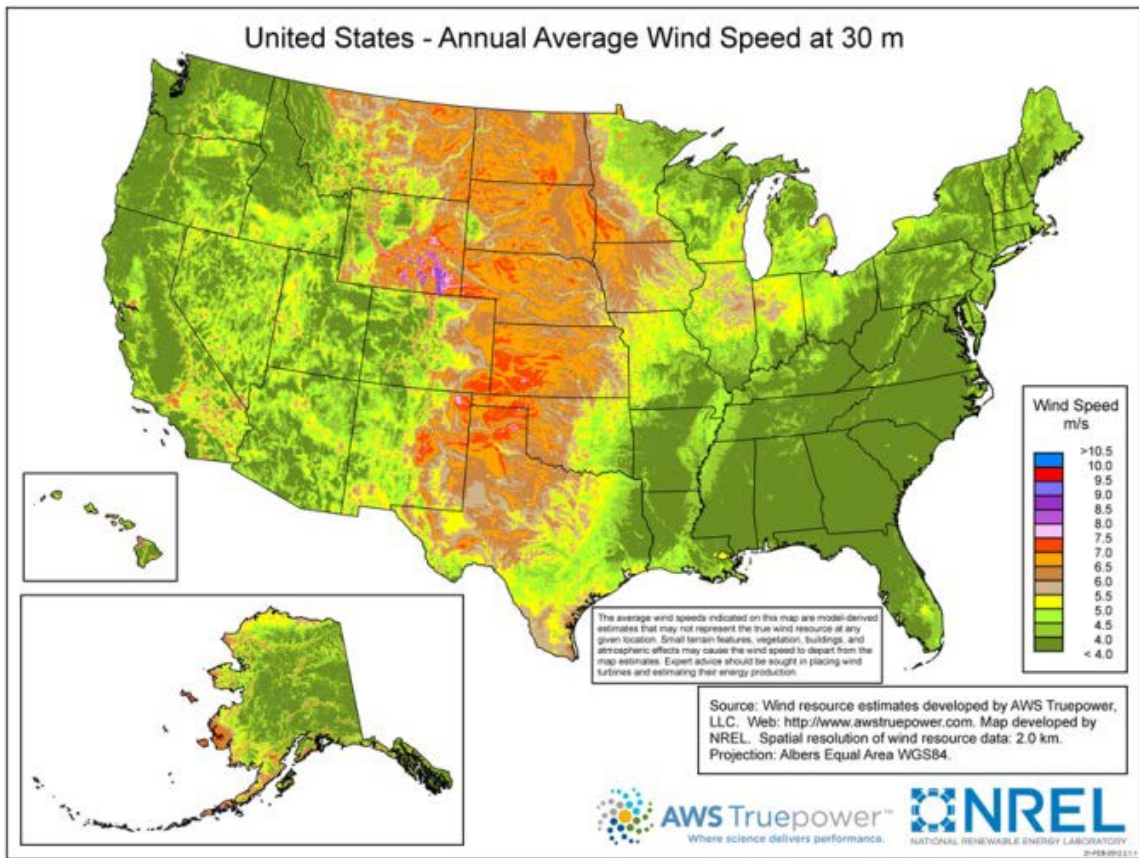 United States - Annual Average Wind Speed at 30 m
Wind Speed
m/s
>10.5
10.0
9.5
9.0
8.5
8.0
7.5
7.0
6.5
6.0
5.5
5.0
4.5
4.0
< 4.0
The average wind speeds indicated on this map are model-derived
estimates that may not represent the true wind resource at any
given location. Small terrain features, vegetation, buildings, and
atmospheric effects may cause the wind speed to depart from the
map estimates. Expert advice should be sought in placing wind
turbines and estimating their energy production.
Source: Wind resource estimates developed by AWS Truepower,
LLC. Web: http://www.awstruepower.com. Map developed by
NREL. Spatial resolution of wind resource data: 2.0 km.
Projection: Albers Equal Area WGS84.
AWS Truepower™
Where science delivers performance.
NREL
NATIONAL RENEWABLE ENERGY LABORATORY